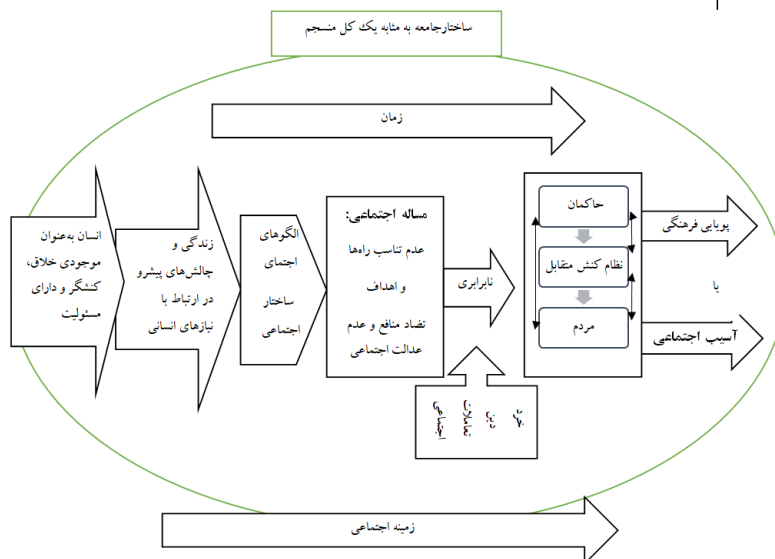 ساختارجامعه به مثابه یک کل منسجم
زمان
انسان به‌عنوان
موجودی خلاق،
کنشگر و دارای
مسئولیت
زندگی و
چالش‌های پیشرو
در ارتباط با
نیازهای انسانی
الگوهای
اجتمای
ساختار
اجتماعی
مساله اجتماعی:
عدم تناسب راه‌ها
و اهداف
تضاد منافع و عدم
عدالت اجتماعی
نابرابری
خرد
دین
تعاملات
اجتماعی
حاکمان
نظام کنش متقابل
مردم
پویایی فرهنگی
یا
آسیب اجتماعی
زمینه اجتماعی